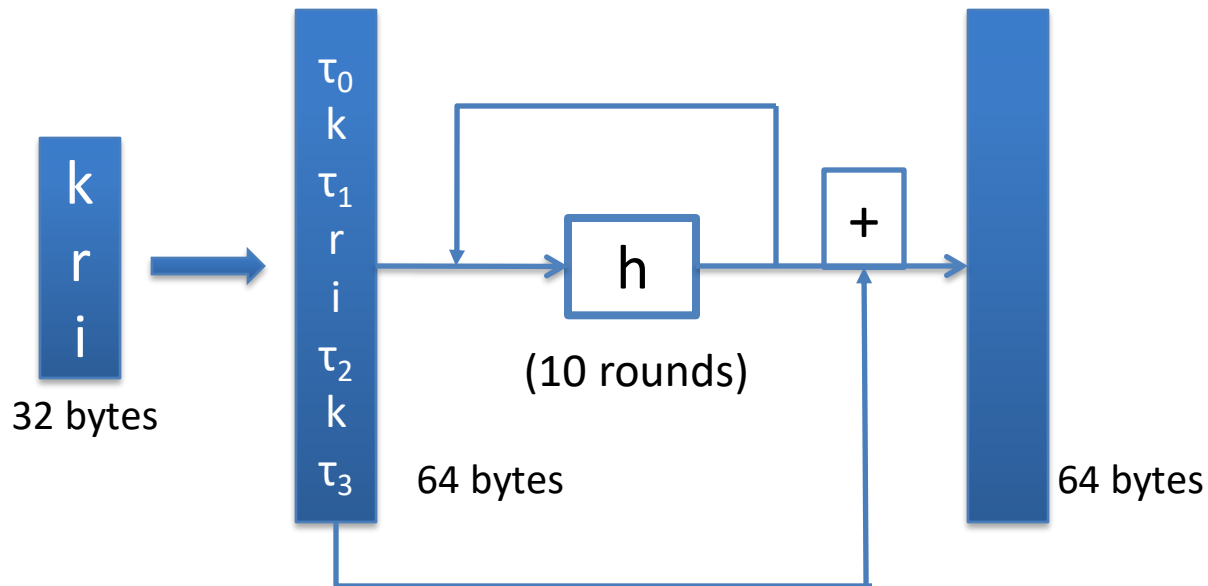 k
r
i
32 bytes
τ₀
k
τ₁
r
i
τ₂
k
τ₃
64 bytes
h
(10 rounds)
+
64 bytes